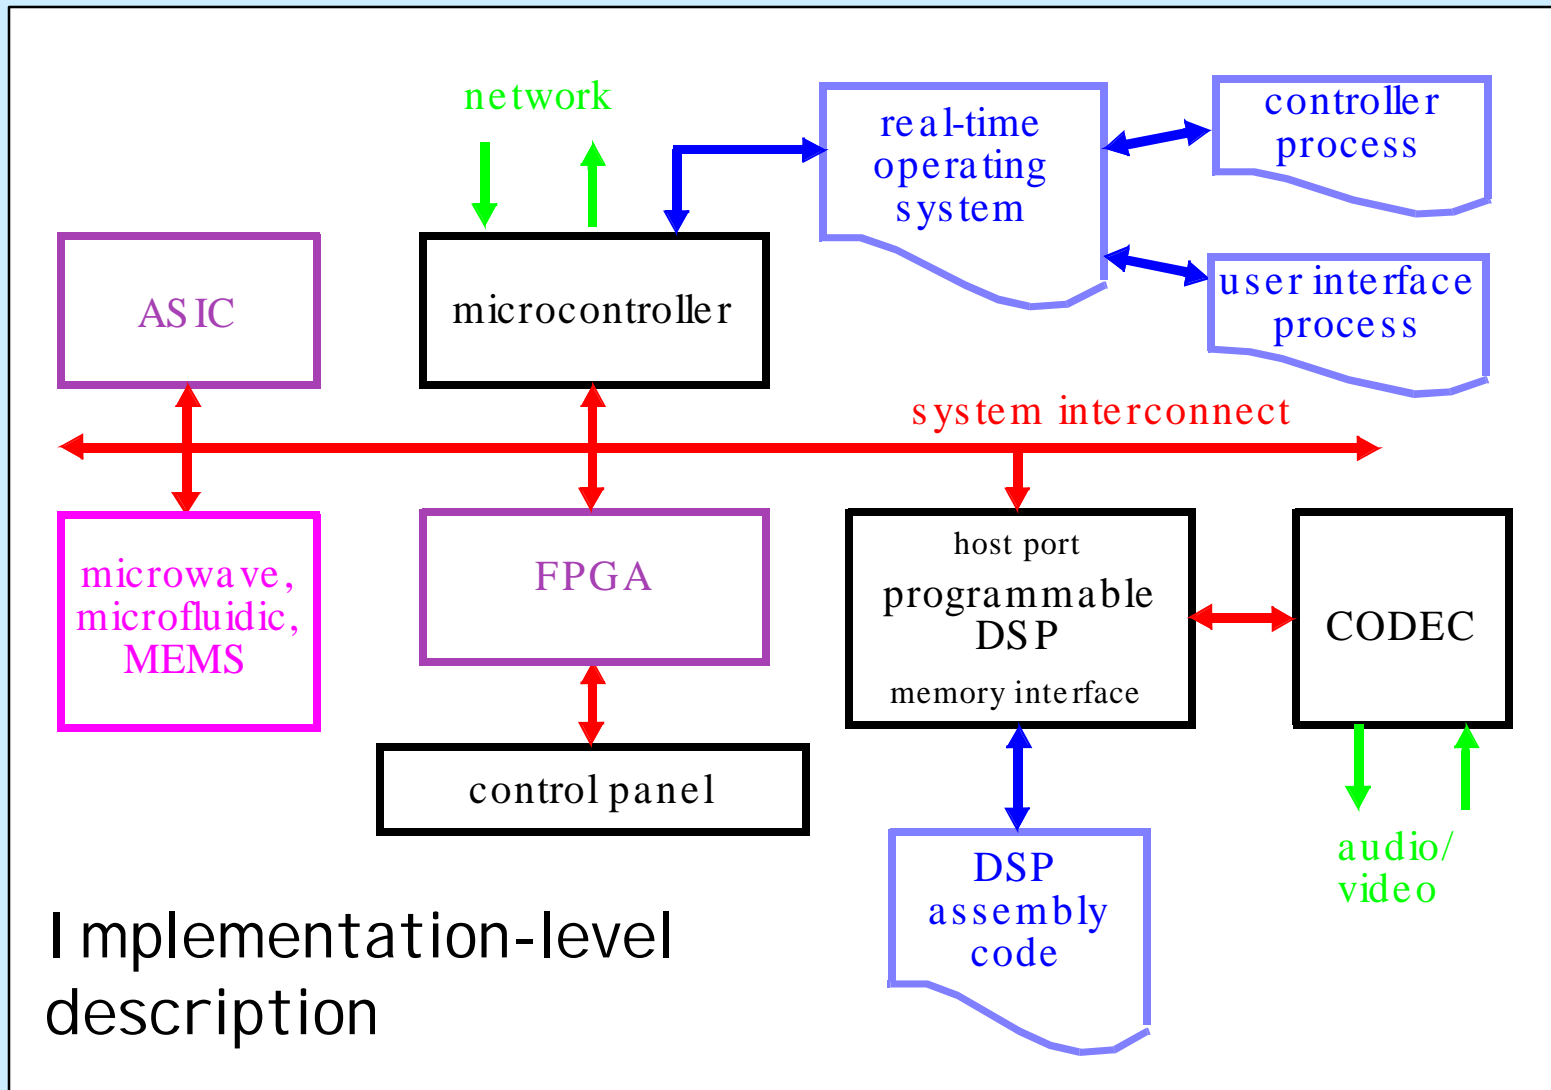 network
real-time
operating
system
controller
process
user interface
process
ASIC
microcontroller
system interconnect
microwave,
microfluidic,
MEMS
FPGA
host port
programmable
DSP
memory interface
CODEC
control panel
DSP
assembly
code
audio/
video
Implementation-level
description